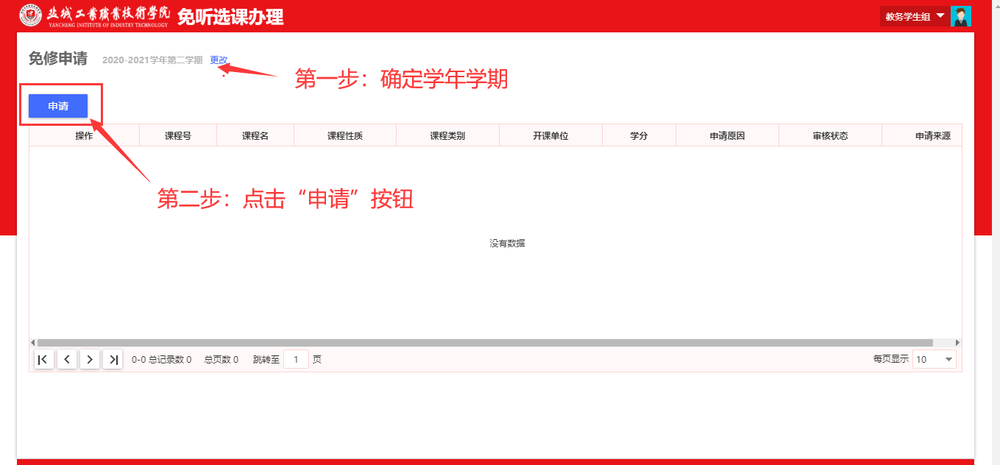 盐城工业职业技术学院
YANCHENG INSTITUTE OF INDUSTRY TECHNOLOGY
免听选课办理
教务学生组
免修申请 2020-2021学年第二学期 更改
第一步：确定学年学期
申请
操作 课程号 课程名 课程性质 课程类别 开课单位 学分 申请原因 审核状态 申请来源
第二步：点击“申请”按钮
没有数据
0-0 总记录数 0 总页数 0 跳转至 1 页 每页显示 10